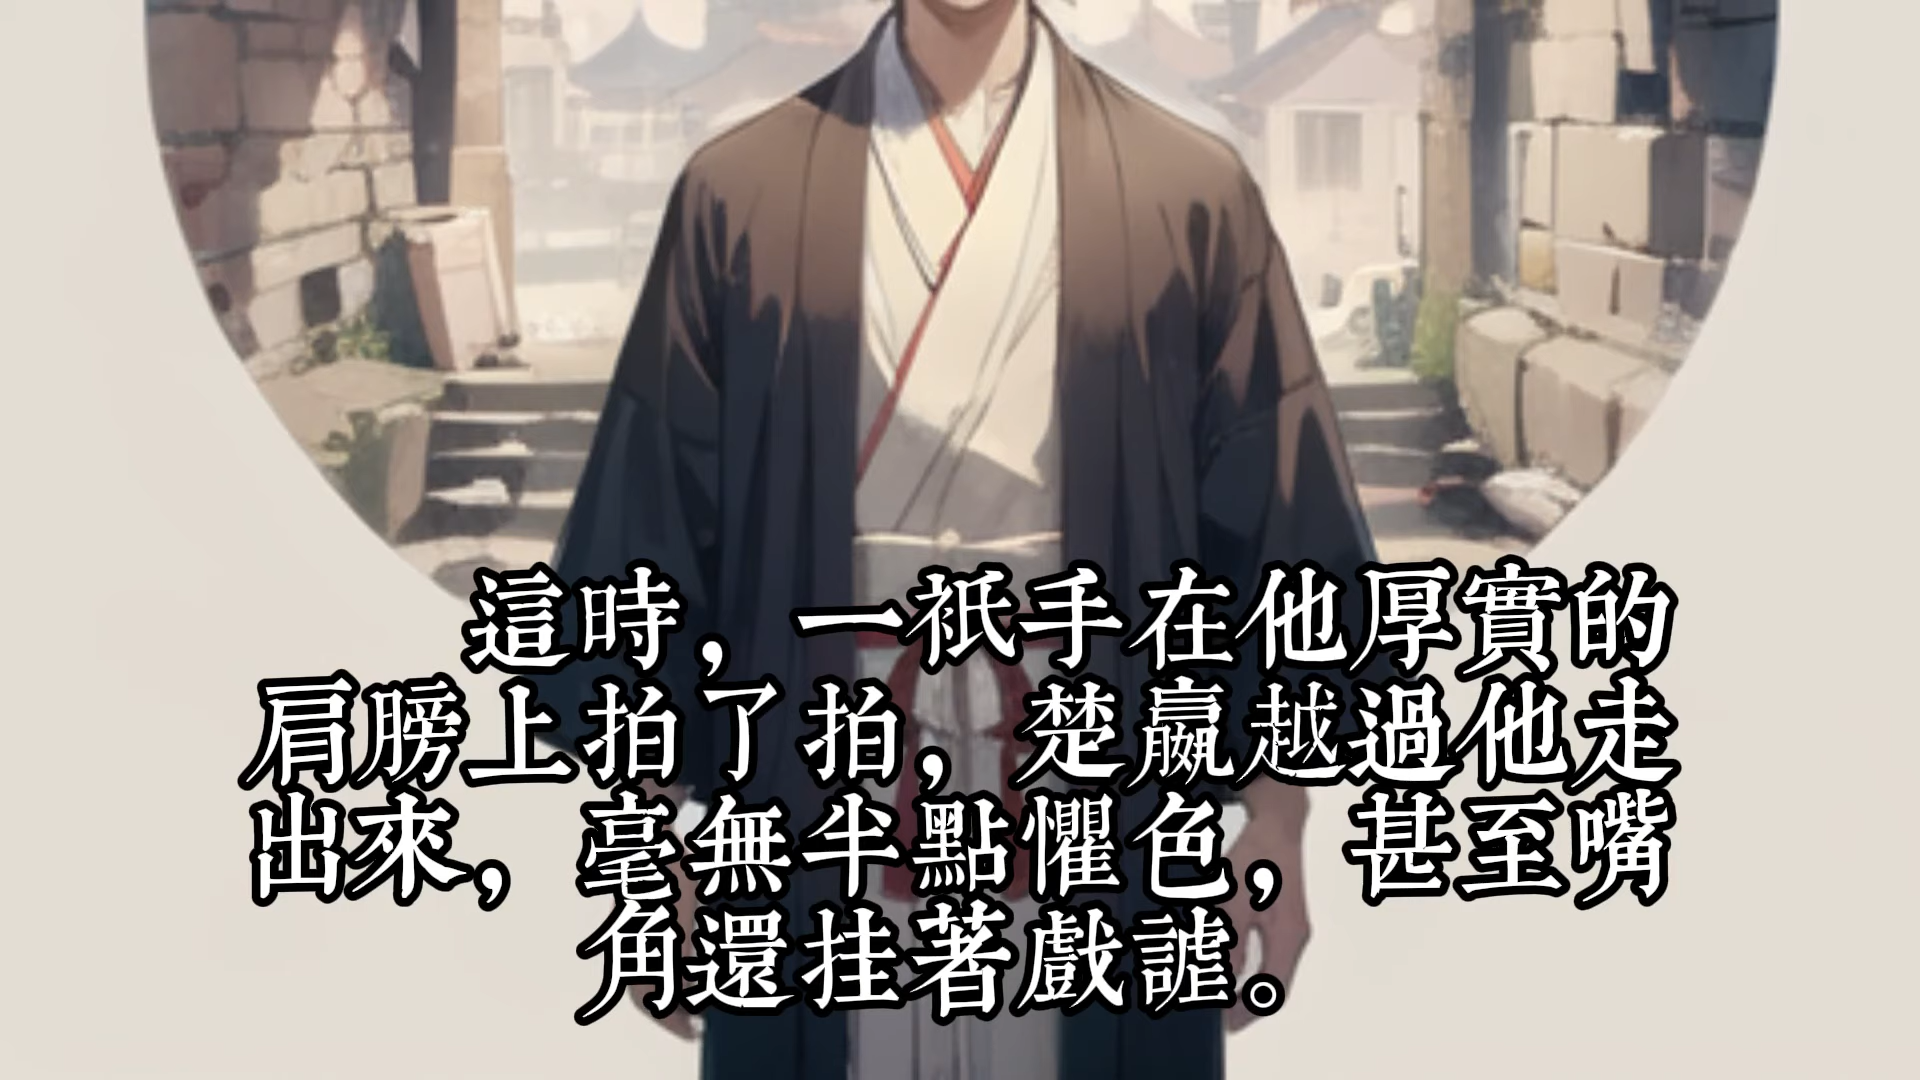 這時，一祇手在他厚實的
肩膀上拍了拍，楚嬴越過他走
出來，毫無半點懼色，甚至嘴
角還挂著戲謔。